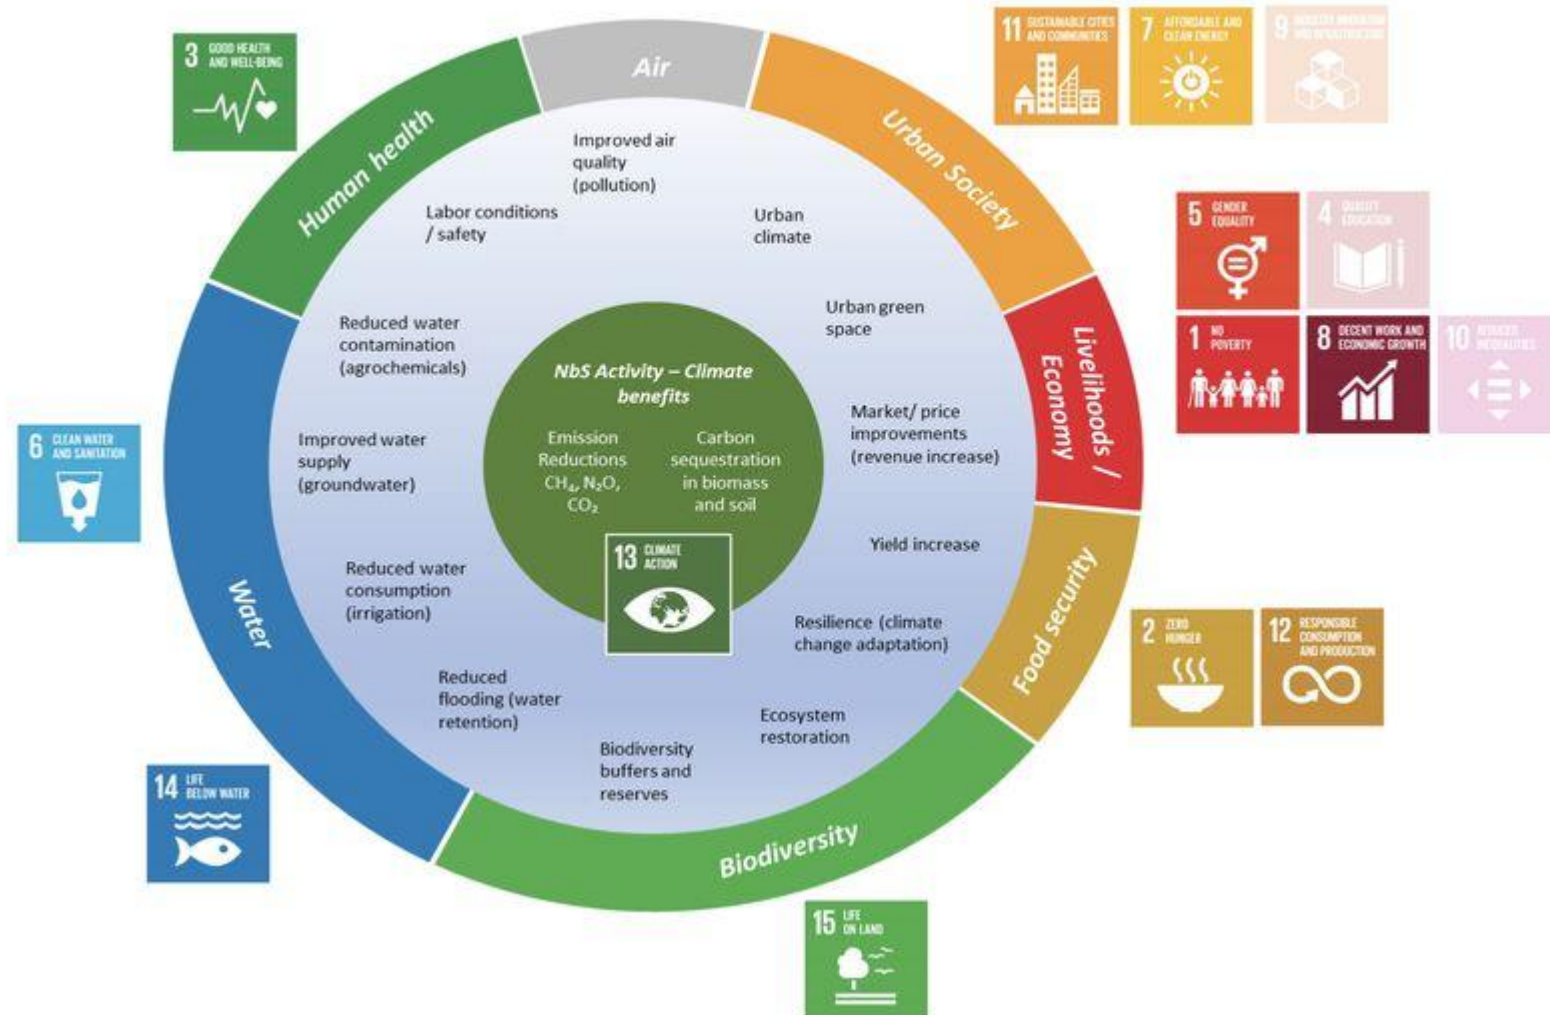 3 GOOD HEALTH
AND WELL-BEING
Air
11 SUSTAINABLE CITIES
AND COMMUNITIES
7 AFFORDABLE AND
CLEAN ENERGY
9 INDUSTRY, INNOVATION
AND INFRASTRUCTURE
Human health
Urban Society
Improved air
quality
(pollution)
Labor conditions
/ safety
Urban
climate
5 GENDER
EQUALITY
4 QUALITY
EDUCATION
Urban green
space
Reduced water
contamination
(agrochemicals)
Livelihoods /
Economy
1 NO
POVERTY
8 DECENT WORK AND
ECONOMIC GROWTH
10 REDUCED
INEQUALITIES
NbS Activity – Climate
benefits
Emission
Reductions
CH₄, N₂O,
CO₂
Carbon
sequestration
in biomass
and soil
Market/ price
improvements
(revenue increase)
6 CLEAN WATER
AND SANITATION
Improved water
supply
(groundwater)
13 CLIMATE
ACTION
Yield increase
Reduced water
consumption
(irrigation)
Water
Resilience (climate
change adaptation)
Food security
2 ZERO
HUNGER
12 RESPONSIBLE
CONSUMPTION
AND PRODUCTION
Reduced
flooding (water
retention)
Ecosystem
restoration
Biodiversity
buffers and
reserves
14 LIFE
BELOW WATER
Biodiversity
15 LIFE
ON LAND